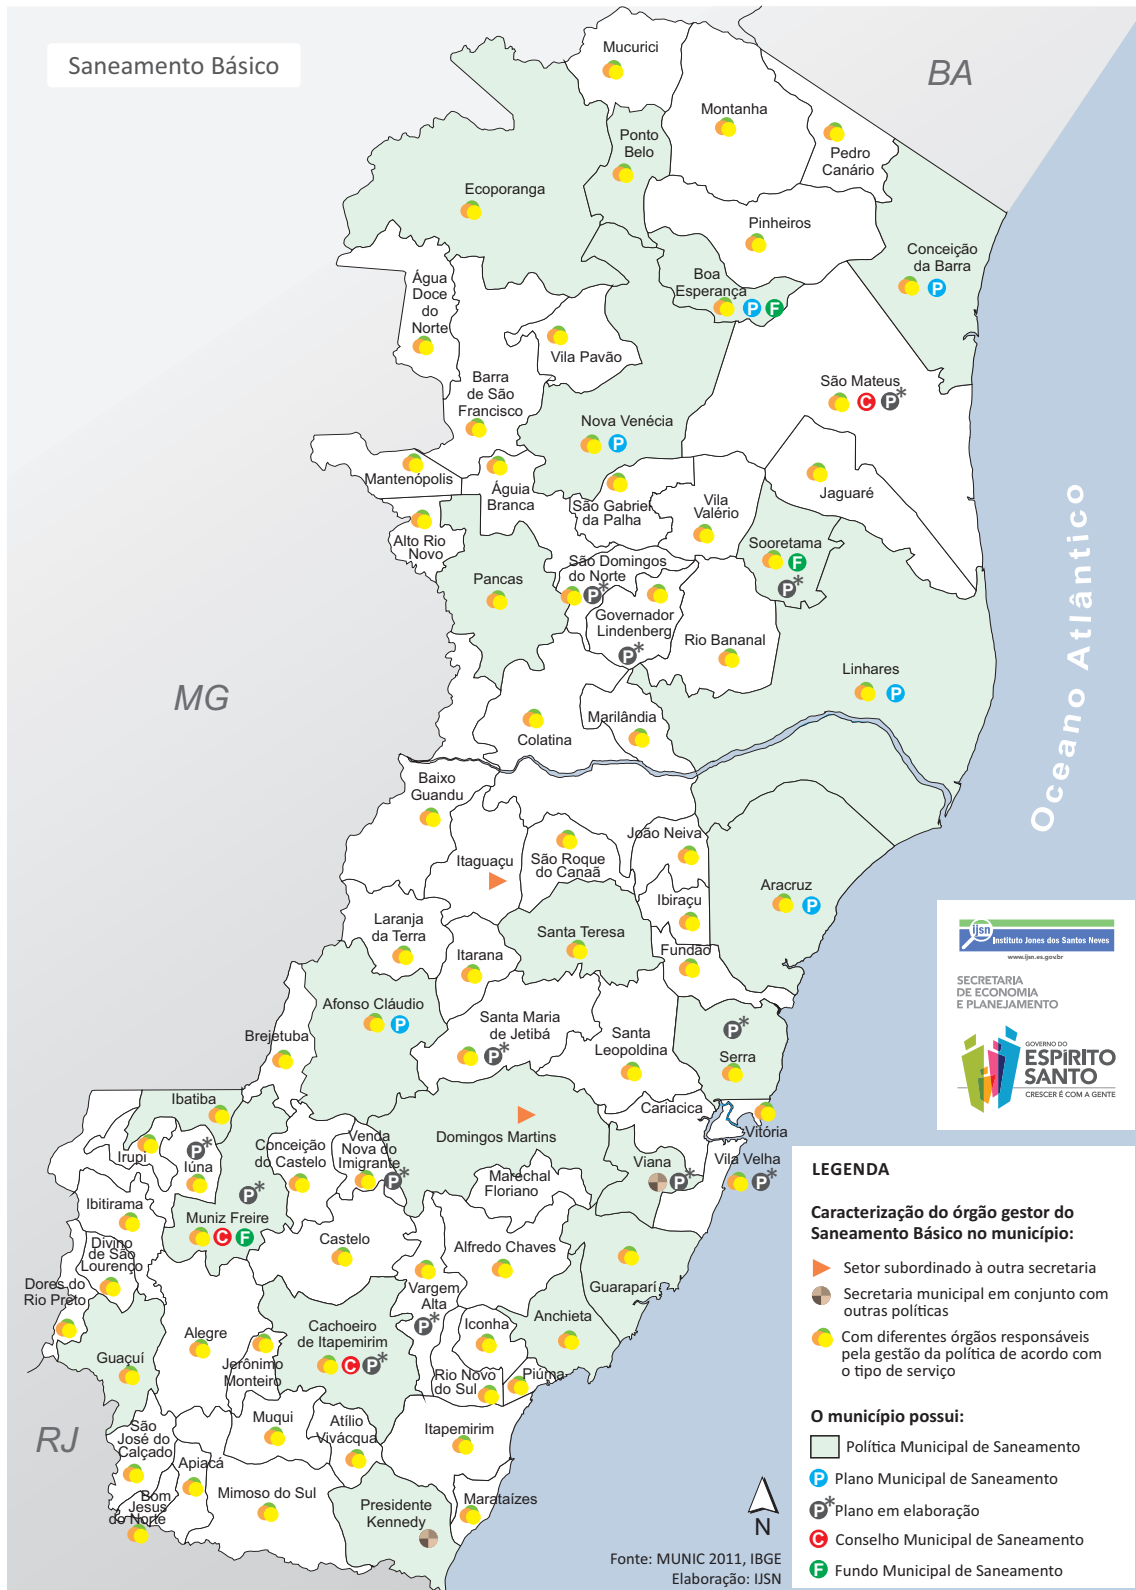 Saneamento Básico
BA
Mucurici
Montanha
Ponto
Belo
Pedro
Canário
Ecoporanga
Pinheiros
Conceição
da Barra
P
Água
Doce
do
Norte
Boa
Esperança
P F
Vila Pavão
Barra
de São
Francisco
São Mateus
C P*
Nova Venécia
P
Mantenópolis
Águia
Branca
São Gabriel
da Palha
Vila
Valério
Jaguaré
Alto Rio
Novo
Sooretama
F
P*
Pancas
São Domingos
do Norte
P*
Governador
Lindenberg
P*
Rio Bananal
Linhares
P
MG
Oceano Atlântico
Colatina
Marilândia
Baixo
Guandu
Itaguaçu
São Roque
do Canaã
João Neiva
Ibiraçu
Aracruz
P
Laranja
da Terra
Itarana
Santa Teresa
Fundão
Afonso Cláudio
P
Santa Maria
de Jetibá
P*
Santa
Leopoldina
P*
Serra
Brejetuba
Ibatiba
Cariacica
Vitória
Irupi
P*
Iúna
Conceição
do Castelo
Venda
Nova do
Imigrante
P*
Domingos Martins
Marechal
Floriano
Viana
P*
Vila Velha
P*
Ibitirama
P*
Muniz Freire
C F
Divino
de São
Lourenço
Castelo
Alfredo Chaves
Guaraparí
Dores do
Rio Preto
Vargem
Alta
P*
Guaçuí
Alegre
Jerônimo
Monteiro
Cachoeiro
de Itapemirim
C P*
Iconha
Anchieta
Rio Novo
do Sul
Piúma
RJ
São
José do
Calçado
Apiacá
Muqui
Atílio
Vivácqua
Itapemirim
Bom
Jesus
do Norte
Mimoso do Sul
Presidente
Kennedy
Marataízes
N
Fonte: MUNIC 2011, IBGE
Elaboração: IJSN
ijsn
Instituto Jones dos Santos Neves
www.ijsn.es.gov.br
SECRETARIA
DE ECONOMIA
E PLANEJAMENTO
GOVERNO DO
ESPÍRITO
SANTO
CRESCER É COM A GENTE
LEGENDA
Caracterização do órgão gestor do
Saneamento Básico no município:
Setor subordinado à outra secretaria
Secretaria municipal em conjunto com
outras políticas
Com diferentes órgãos responsáveis
pela gestão da política de acordo com
o tipo de serviço
O município possui:
Política Municipal de Saneamento
P Plano Municipal de Saneamento
P* Plano em elaboração
C Conselho Municipal de Saneamento
F Fundo Municipal de Saneamento